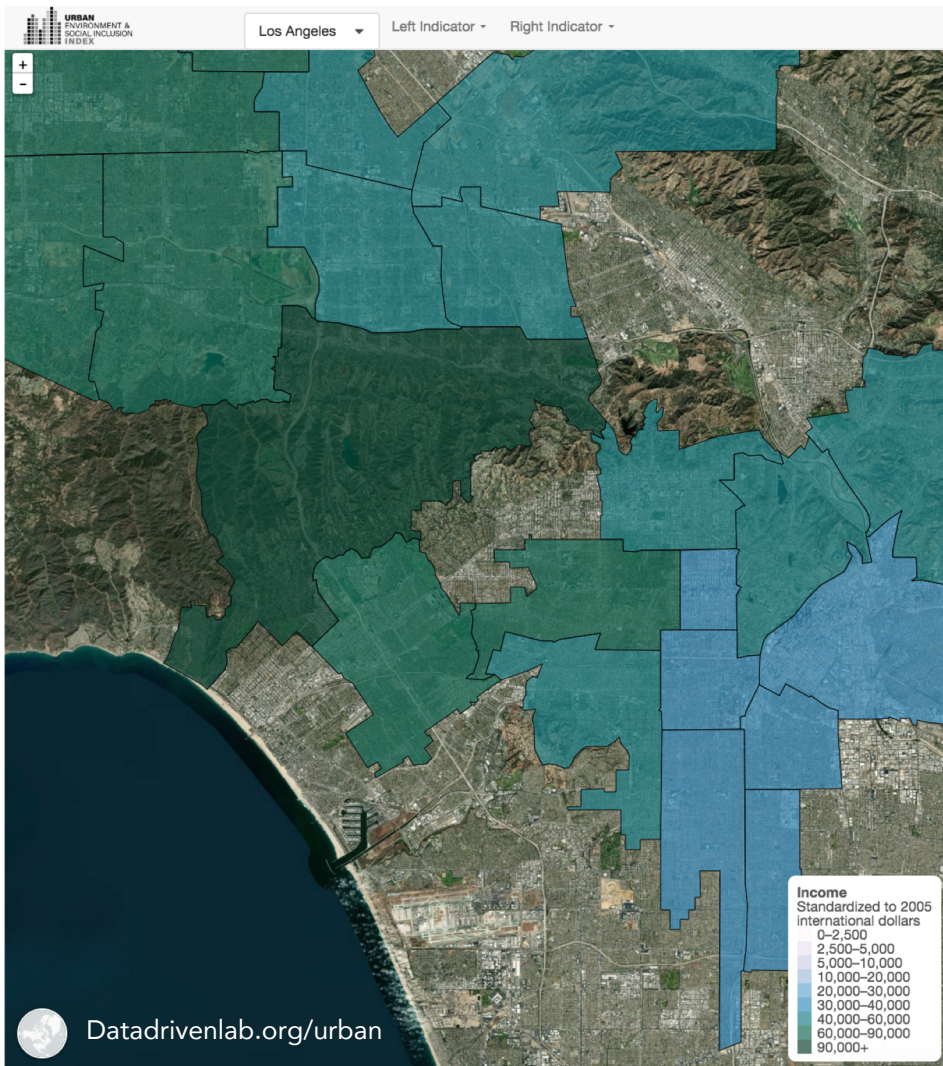 URBAN
ENVIRONMENT &
SOCIAL INCLUSION
INDEX
Los Angeles
Left Indicator
Right Indicator
+
-
Income
Standardized to 2005
international dollars
0–2,500
2,500–5,000
5,000–10,000
10,000–20,000
20,000–30,000
30,000–40,000
40,000–60,000
60,000–90,000
90,000+
Datadrivenlab.org/urban